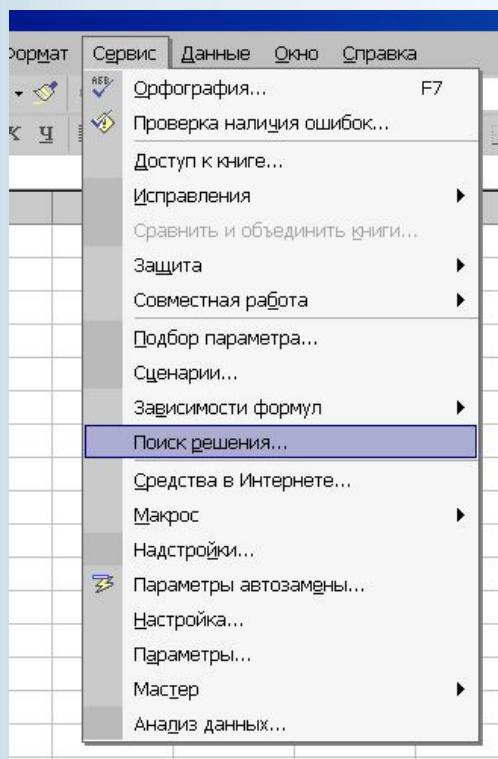 Формат Сервис Данные Окно Справка
К Ч
АБВ Орфография... F7
Проверка наличия ошибок...
Доступ к книге...
Исправления
Сравнить и объединить книги...
Защита
Совместная работа
Подбор параметра...
Сценарии...
Зависимости формул
Поиск решения...
Средства в Интернете...
Макрос
Надстройки...
Параметры автозамены...
Настройка...
Параметры...
Мастер
Анализ данных...